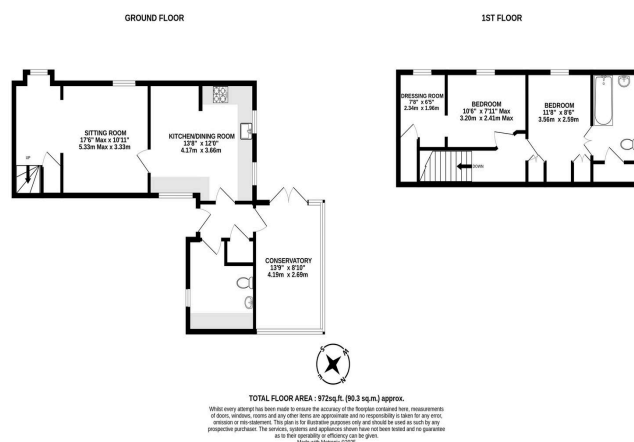 GROUND FLOOR
1ST FLOOR
UP
SITTING ROOM
17'6" Max x 10'11"
5.33m Max x 3.33m
KITCHEN/DINING ROOM
13'8" x 12'0"
4.17m x 3.66m
CONSERVATORY
13'9" x 8'10"
4.19m x 2.69m
DRESSING ROOM
7'8" x 6'5"
2.34m x 1.96m
BEDROOM
10'6" x 7'11" Max
3.20m x 2.41m Max
BEDROOM
11'8" x 8'6"
3.56m x 2.59m
DOWN
S
W
E
N
TOTAL FLOOR AREA : 972sq.ft. (90.3 sq.m.) approx.
Whilst every attempt has been made to ensure the accuracy of the floorplan contained here, measurements
of doors, windows, rooms and any other items are approximate and no responsibility is taken for any error,
omission or mis-statement. This plan is for illustrative purposes only and should be used as such by any
prospective purchaser. The services, systems and appliances shown have not been tested and no guarantee
as to their operability or efficiency can be given.
Made with Metropix ©2025